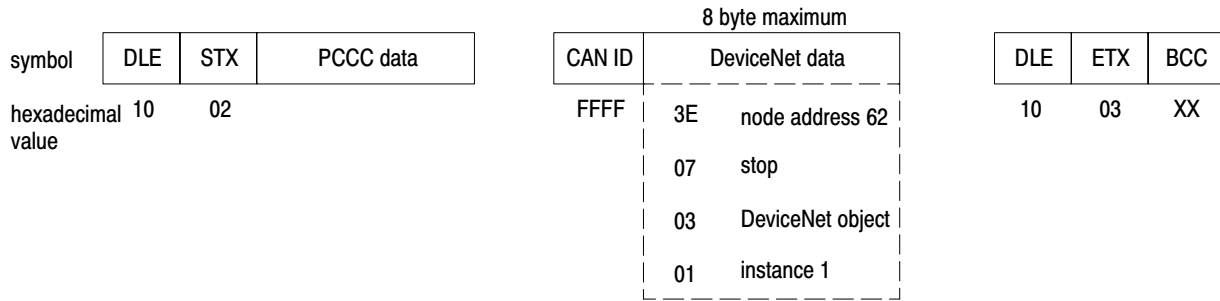 8 byte maximum
symbol DLE STX PCCC data CAN ID DeviceNet data DLE ETX BCC
hexadecimal value 10 02 FFFF 10 03 XX
3E node address 62
07 stop
03 DeviceNet object
01 instance 1